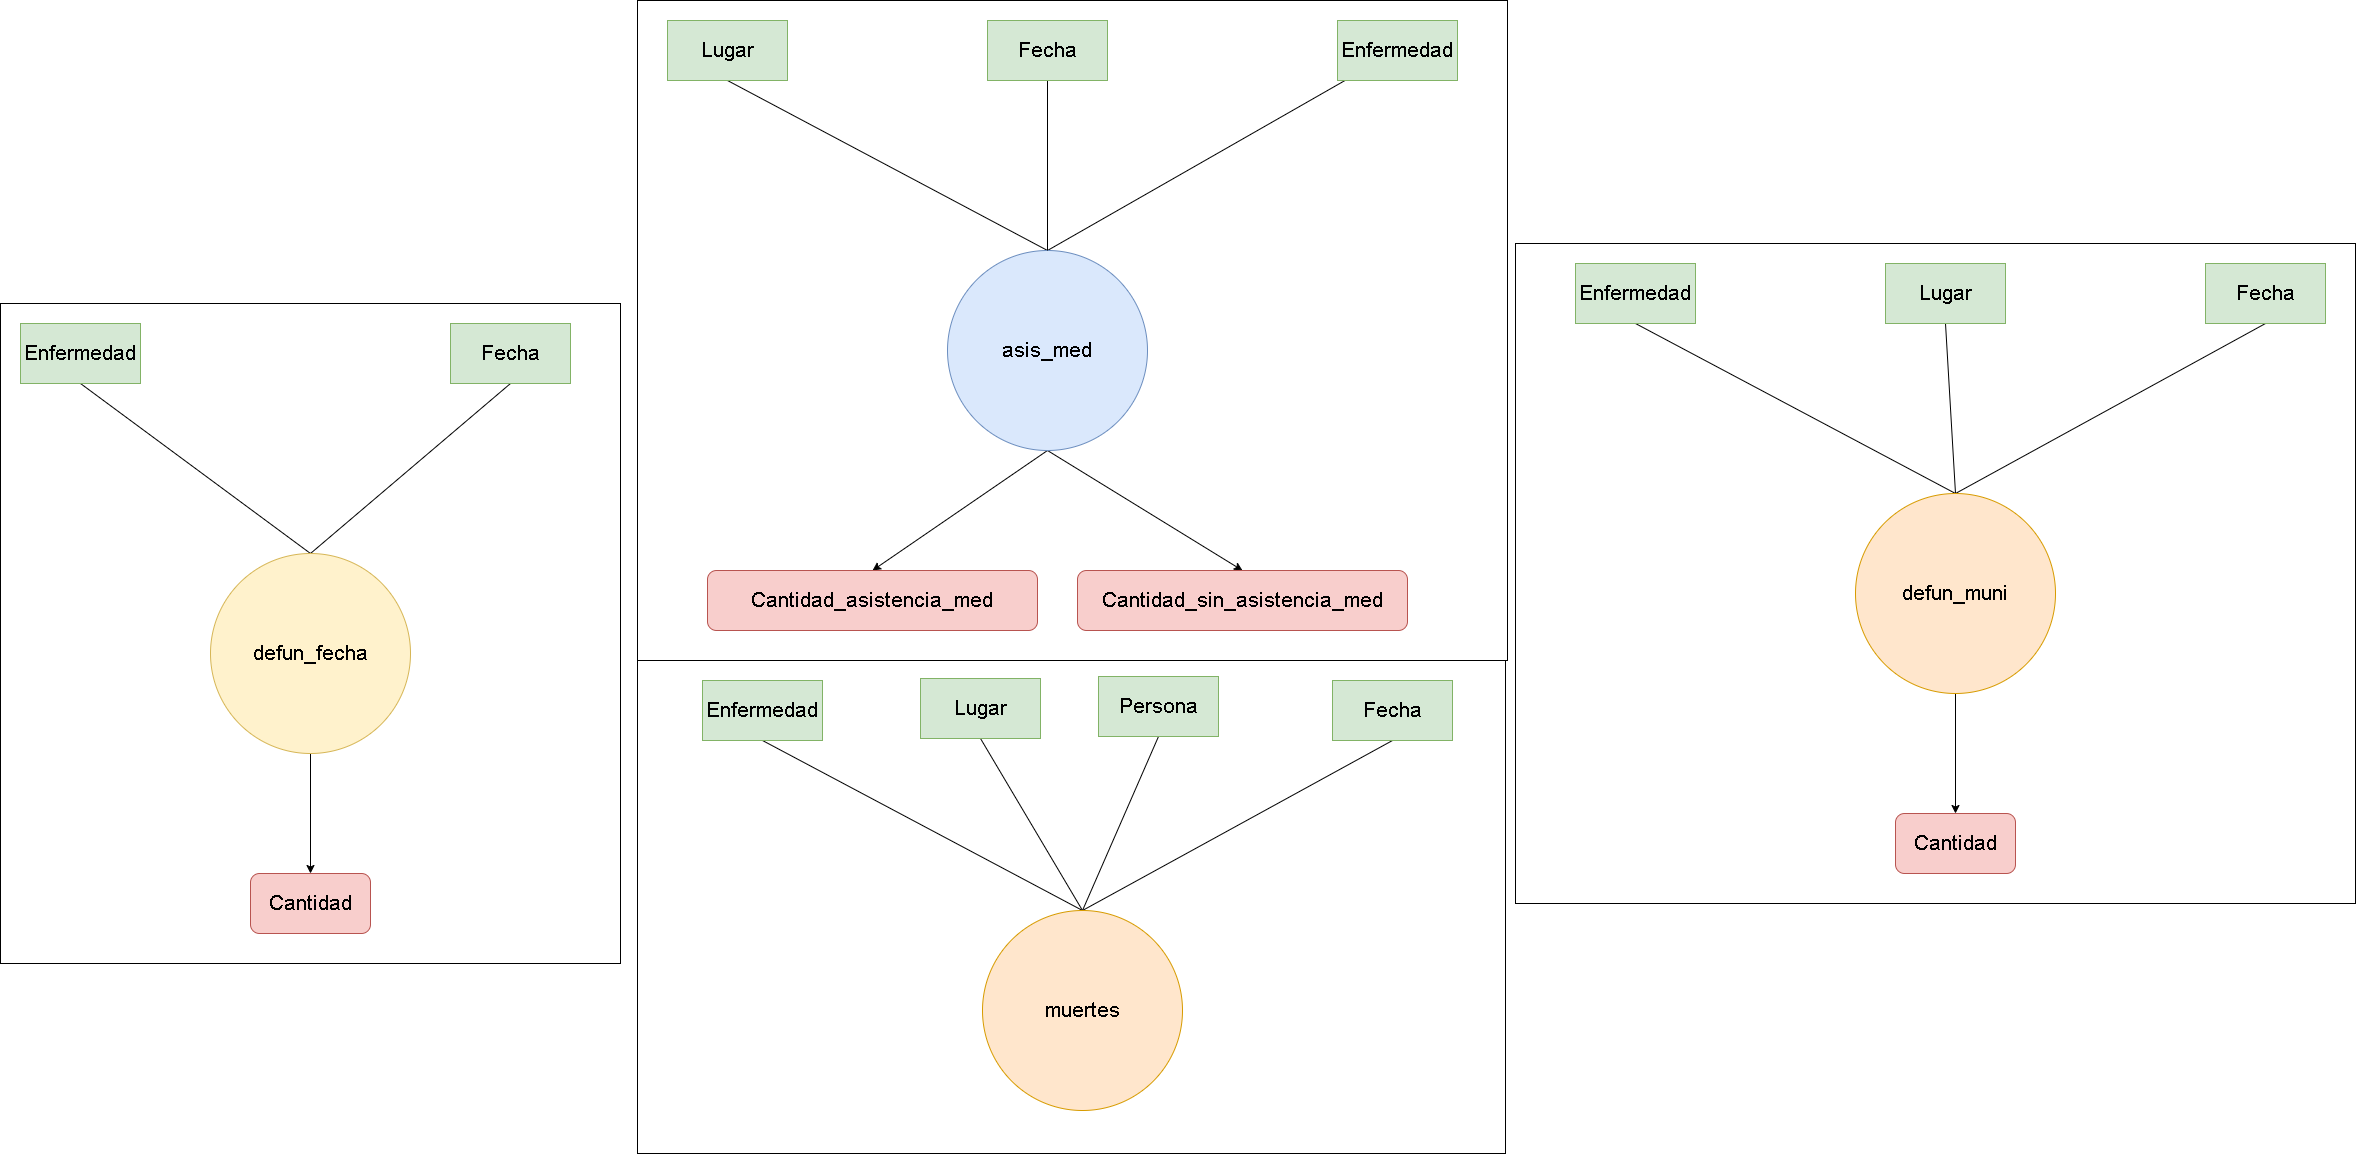 Enfermedad
Fecha
defun_fecha
Cantidad
Lugar
Fecha
Enfermedad
asis_med
Cantidad_asistencia_med
Cantidad_sin_asistencia_med
Enfermedad
Lugar
Persona
Fecha
muertes
Enfermedad
Lugar
Fecha
defun_muni
Cantidad